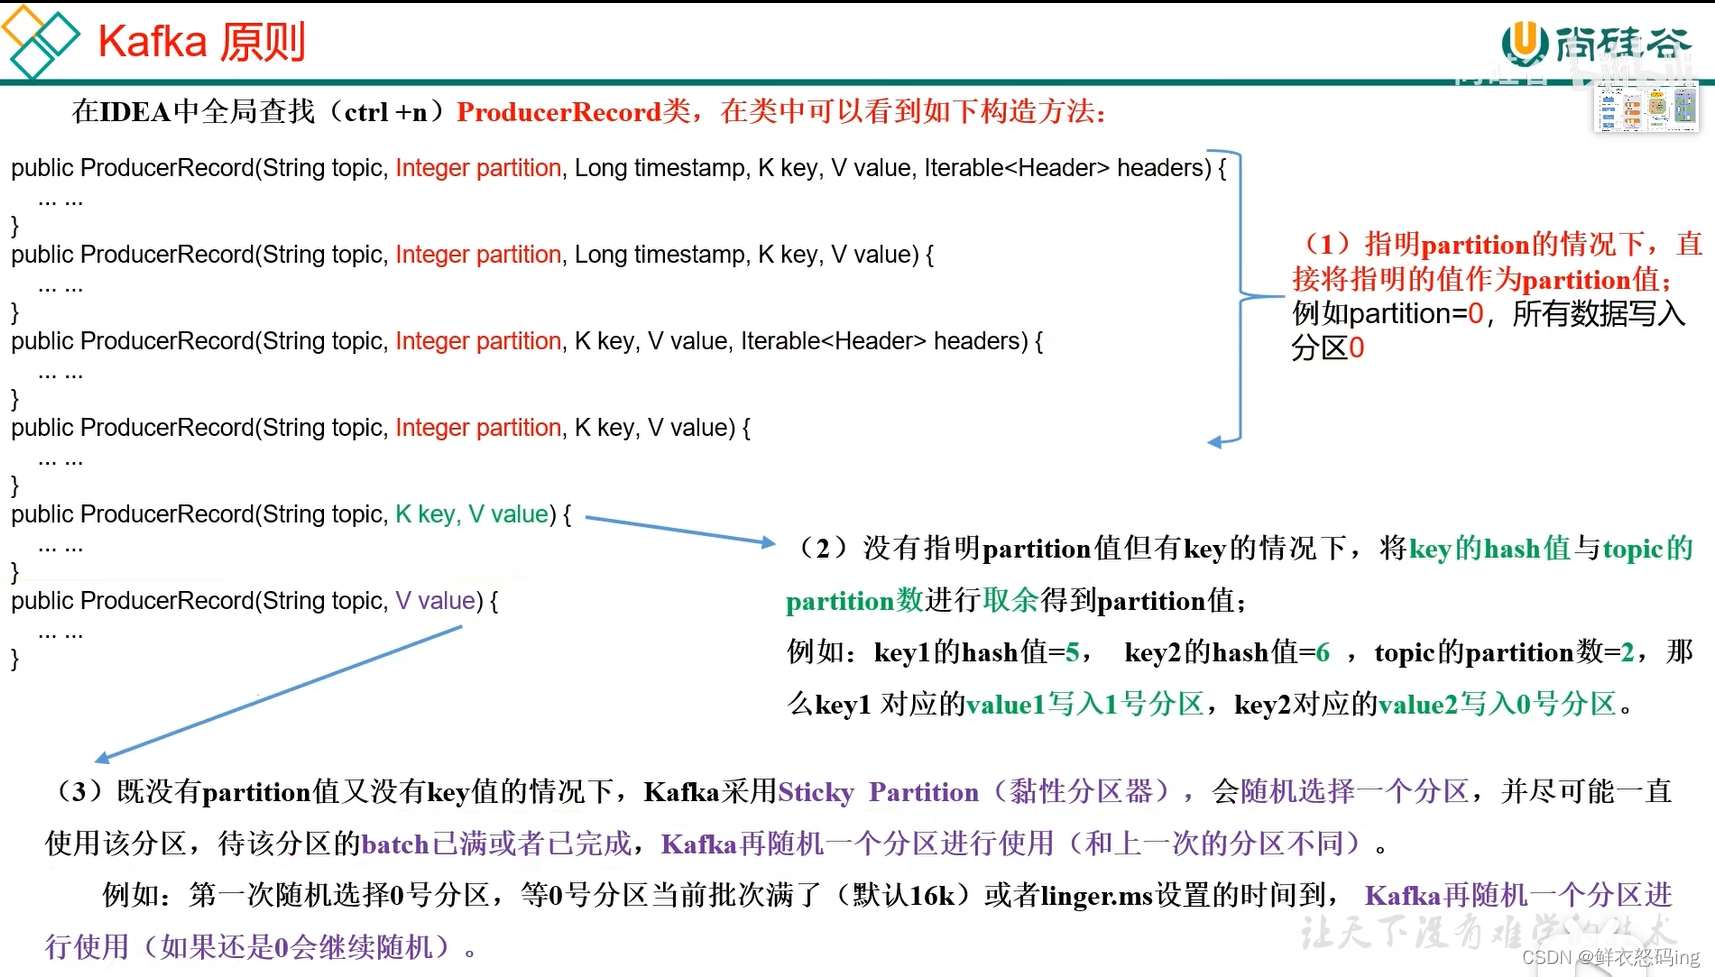 Kafka 原则
尚硅谷
在IDEA中全局查找（ctrl +n）ProducerRecord类，在类中可以看到如下构造方法：
public ProducerRecord(String topic, Integer partition, Long timestamp, K key, V value, Iterable<Header> headers) {
... ...
}
public ProducerRecord(String topic, Integer partition, Long timestamp, K key, V value) {
... ...
}
public ProducerRecord(String topic, Integer partition, K key, V value, Iterable<Header> headers) {
... ...
}
public ProducerRecord(String topic, Integer partition, K key, V value) {
... ...
}
public ProducerRecord(String topic, K key, V value) {
... ...
}
public ProducerRecord(String topic, V value) {
... ...
}
（1）指明partition的情况下，直
接将指明的值作为partition值；
例如partition=0，所有数据写入
分区0
（2）没有指明partition值但有key的情况下，将key的hash值与topic的
partition数进行取余得到partition值；
例如：key1的hash值=5， key2的hash值=6 ，topic的partition数=2，那
么key1 对应的value1写入1号分区，key2对应的value2写入0号分区。
（3）既没有partition值又没有key值的情况下，Kafka采用Sticky Partition（黏性分区器），会随机选择一个分区，并尽可能一直
使用该分区，待该分区的batch已满或者已完成，Kafka再随机一个分区进行使用（和上一次的分区不同）。
例如：第一次随机选择0号分区，等0号分区当前批次满了（默认16k）或者linger.ms设置的时间到， Kafka再随机一个分区进
行使用（如果还是0会继续随机）。
让天下没有难学的技术
CSDN @鲜衣怒码ing